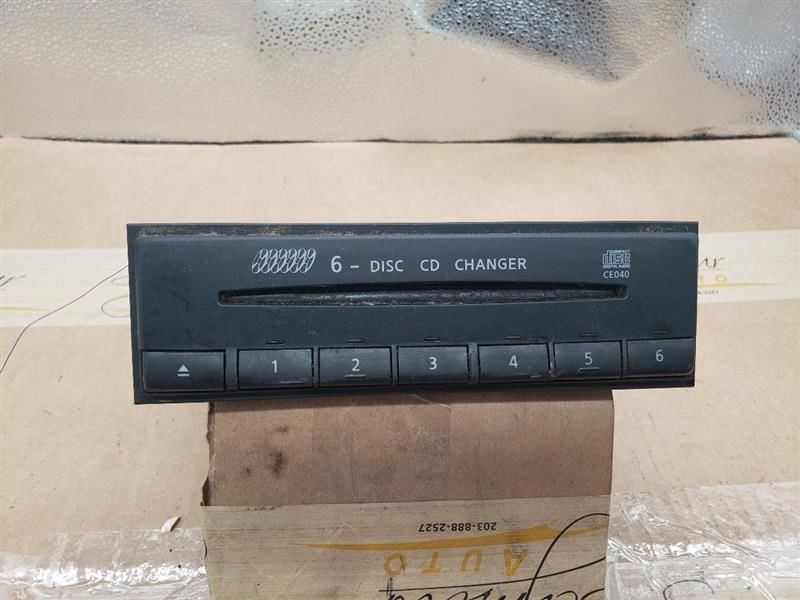 6 - DISC CD CHANGER
COMPACT
disc
DIGITAL AUDIO
CE040
1 2 3 4 5 6
203-888-2527
AUTO